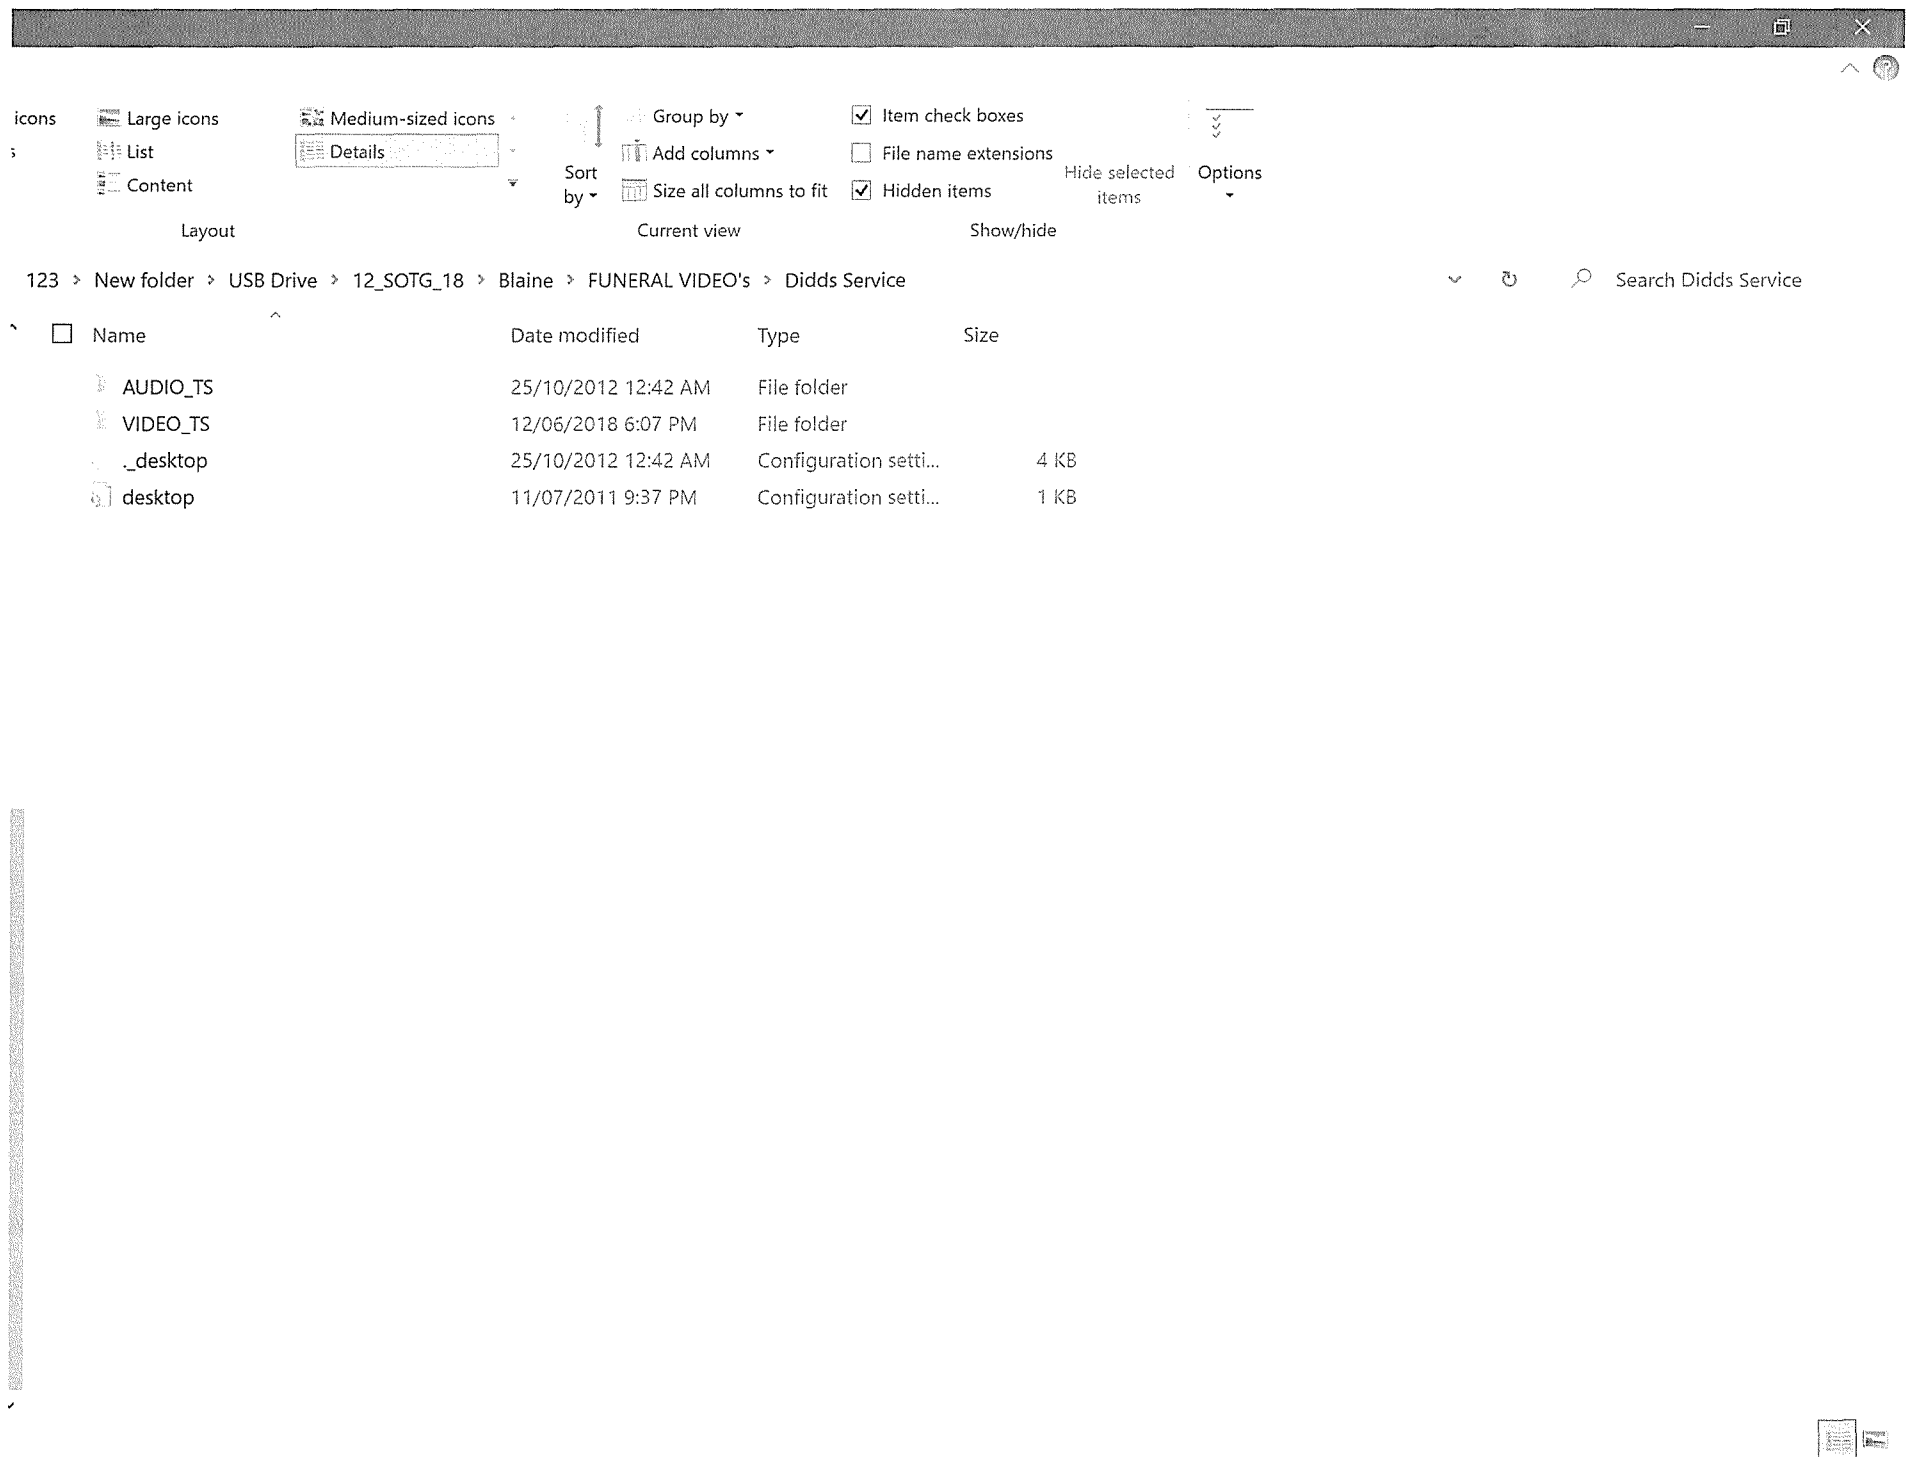 icons Large icons Medium-sized icons Group by Item check boxes
List Details Add columns File name extensions
Content Sort by Size all columns to fit Hidden items Hide selected items Options
Layout Current view Show/hide
123 > New folder > USB Drive > 12_SOTG_18 > Blaine > FUNERAL VIDEO's > Didds Service Search Didds Service
Name Date modified Type Size
AUDIO_TS 25/10/2012 12:42 AM File folder
VIDEO_TS 12/06/2018 6:07 PM File folder
._desktop 25/10/2012 12:42 AM Configuration setti... 4 KB
desktop 11/07/2011 9:37 PM Configuration setti... 1 KB